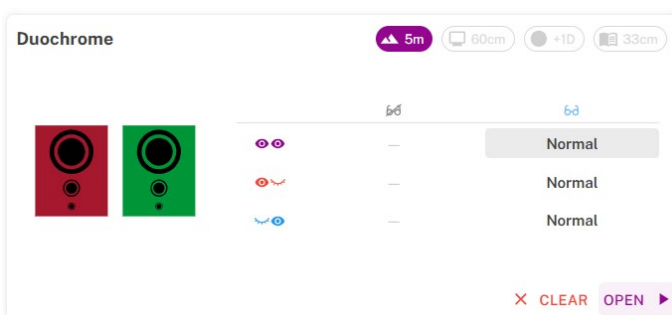 Duochrome
5m
60cm
+1D
33cm
— Normal
— Normal
— Normal
CLEAR OPEN